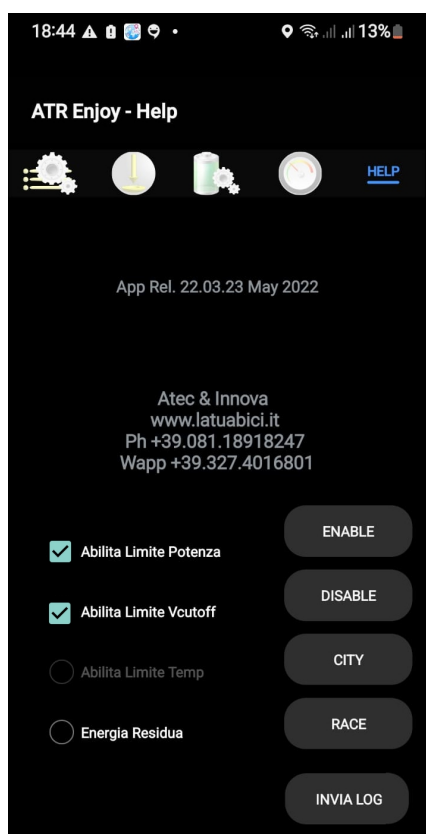 18:44
13%
ATR Enjoy - Help
HELP
App Rel. 22.03.23 May 2022
Atec & Innova
www.latuabici.it
Ph +39.081.18918247
Wapp +39.327.4016801
ENABLE
Abilita Limite Potenza
DISABLE
Abilita Limite Vcutoff
CITY
Abilita Limite Temp
RACE
Energia Residua
INVIA LOG